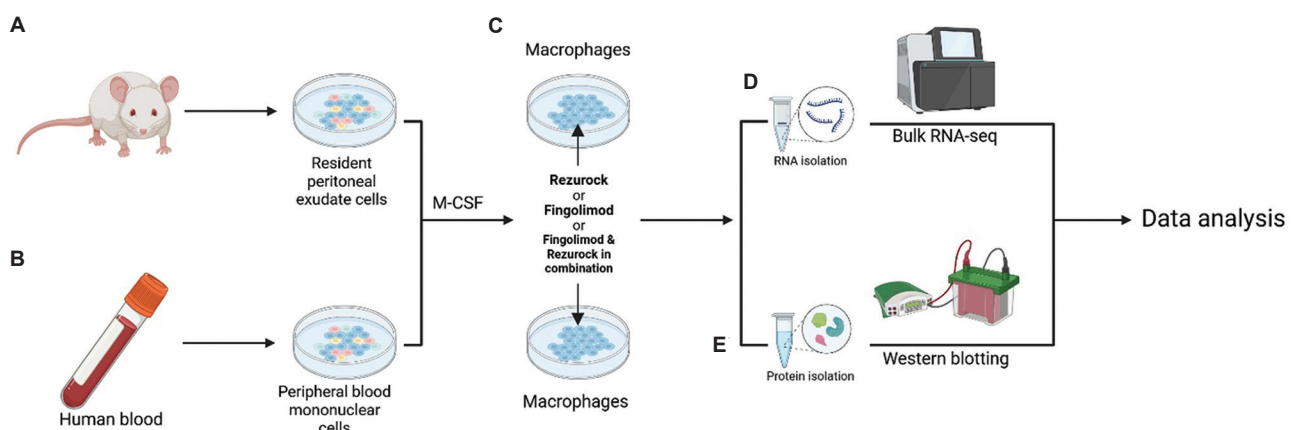 A
Resident
peritoneal
exudate cells
B
Human blood
Peripheral blood
mononuclear
cells
M-CSF
C
Macrophages
Rezurock
or
Fingolimod
or
Fingolimod &
Rezurock in
combination
Macrophages
D
RNA isolation
Bulk RNA-seq
E
Protein isolation
Western blotting
Data analysis